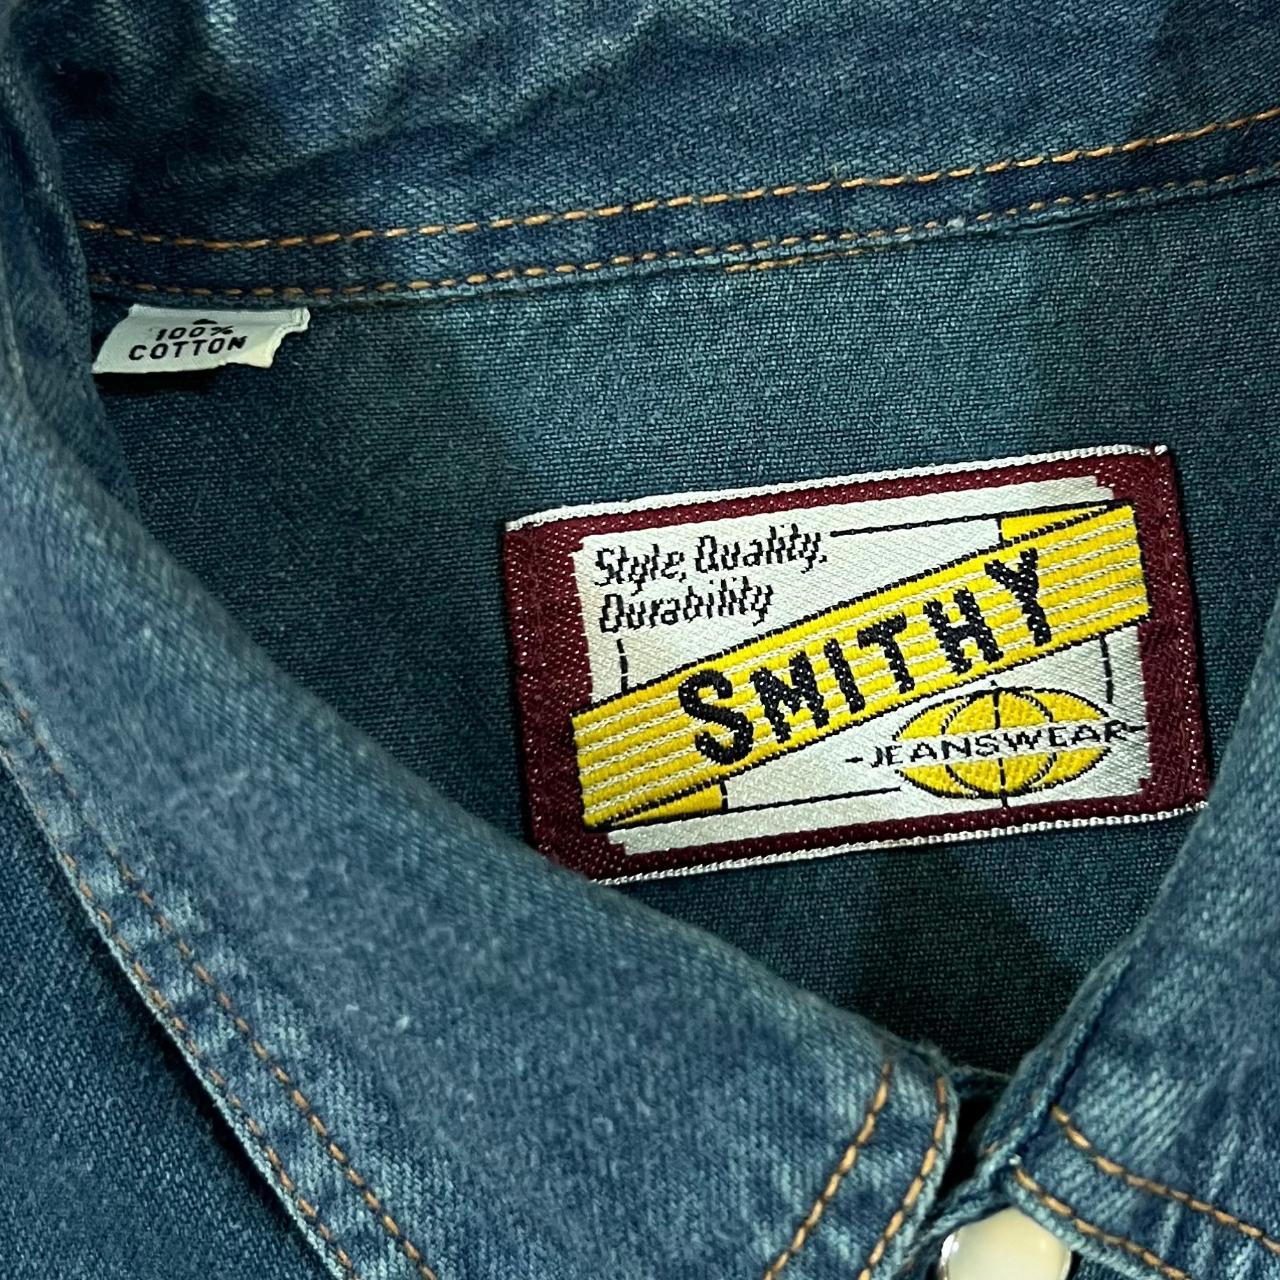 100%
COTTON
Style, Quality,
Durability
SMITHY
-JEANSWEAR-